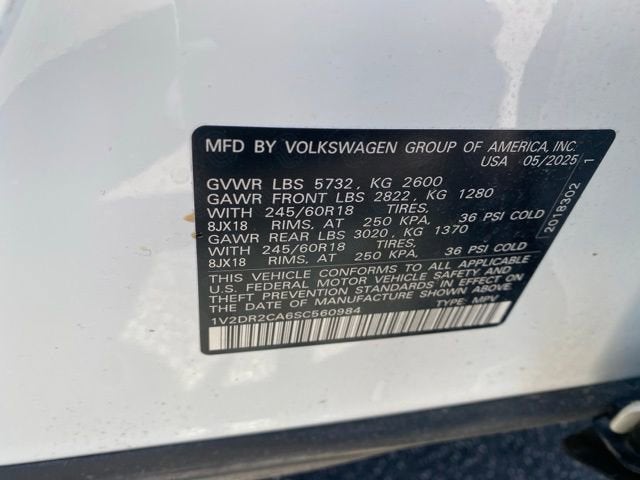 MFD BY VOLKSWAGEN GROUP OF AMERICA, INC
USA 05/2025
GVWR LBS 5732, KG 2600
GAWR FRONT LBS 2822, KG 1280
WITH 245/60R18 TIRES,
8JX18 RIMS, AT 250 KPA, 36 PSI COLD
GAWR REAR LBS 3020, KG 1370
WITH 245/60R18 TIRES,
8JX18 RIMS, AT 250 KPA, 36 PSI COLD
THIS VEHICLE CONFORMS TO ALL APPLICABLE
U.S. FEDERAL MOTOR VEHICLE SAFETY AND
THEFT PREVENTION STANDARDS IN EFFECT ON
THE DATE OF MANUFACTURE SHOWN ABOVE.
1V2DR2CA6SC560984 TYPE: MPV
2018302 1